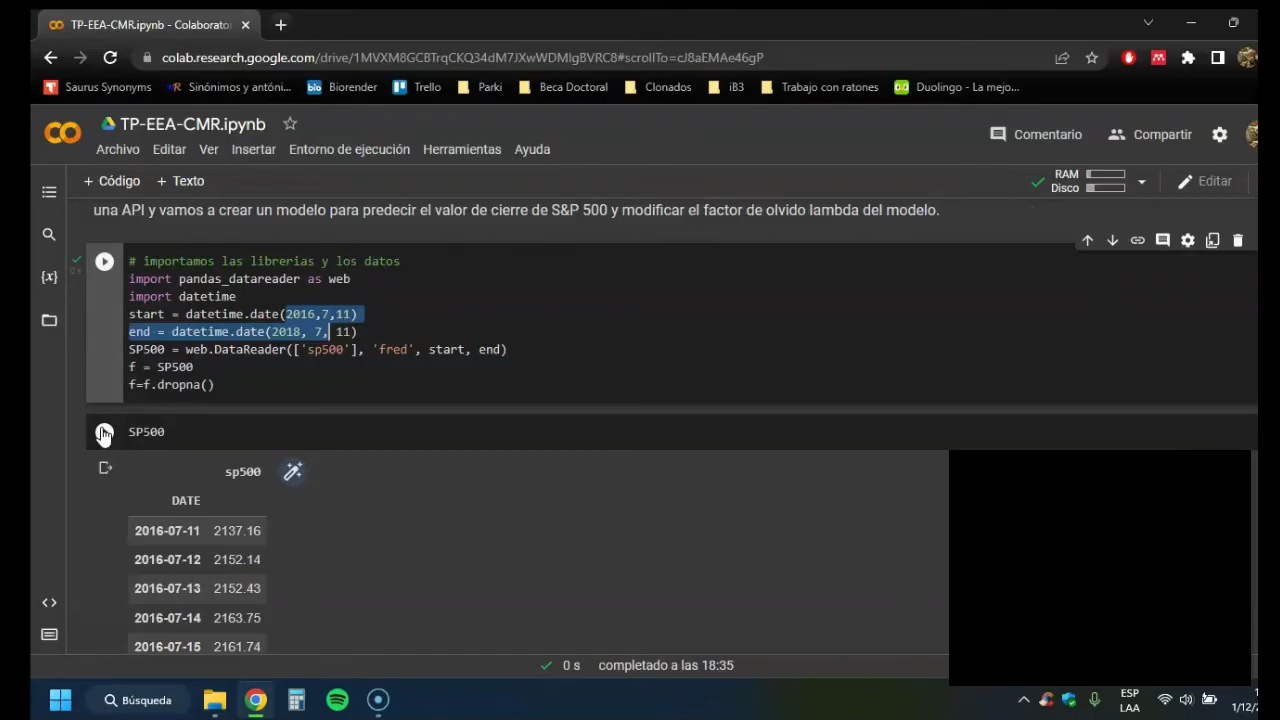 TP-EEA-CMR.ipynb - Colaborato
colab.research.google.com/drive/1MVXM8GCBTrqCKQ34dM7JXwWDMIgBVRC8#scrollTo=cJ8aEMAe46gP
Saurus Synonyms Sinónimos y antóni... bio Biorender Trello Parki Beca Doctoral Clonados iB3 Trabajo con ratones Duolingo - La mejo...
TP-EEA-CMR.ipynb
Comentario Compartir
Archivo Editar Ver Insertar Entorno de ejecución Herramientas Ayuda
+ Código + Texto
RAM
Disco
Editar
una API y vamos a crear un modelo para predecir el valor de cierre de S&P 500 y modificar el factor de olvido lambda del modelo.
# importamos las librerias y los datos
import pandas_datareader as web
import datetime
start = datetime.date(2016,7,11)
end = datetime.date(2018, 7, 11)
SP500 = web.DataReader(['sp500'], 'fred', start, end)
f = SP500
f=f.dropna()
SP500
sp500
DATE
2016-07-11 2137.16
2016-07-12 2152.14
2016-07-13 2152.43
2016-07-14 2163.75
2016-07-15 2161.74
0 s completado a las 18:35
Búsqueda
ESP
LAA
1/12/2